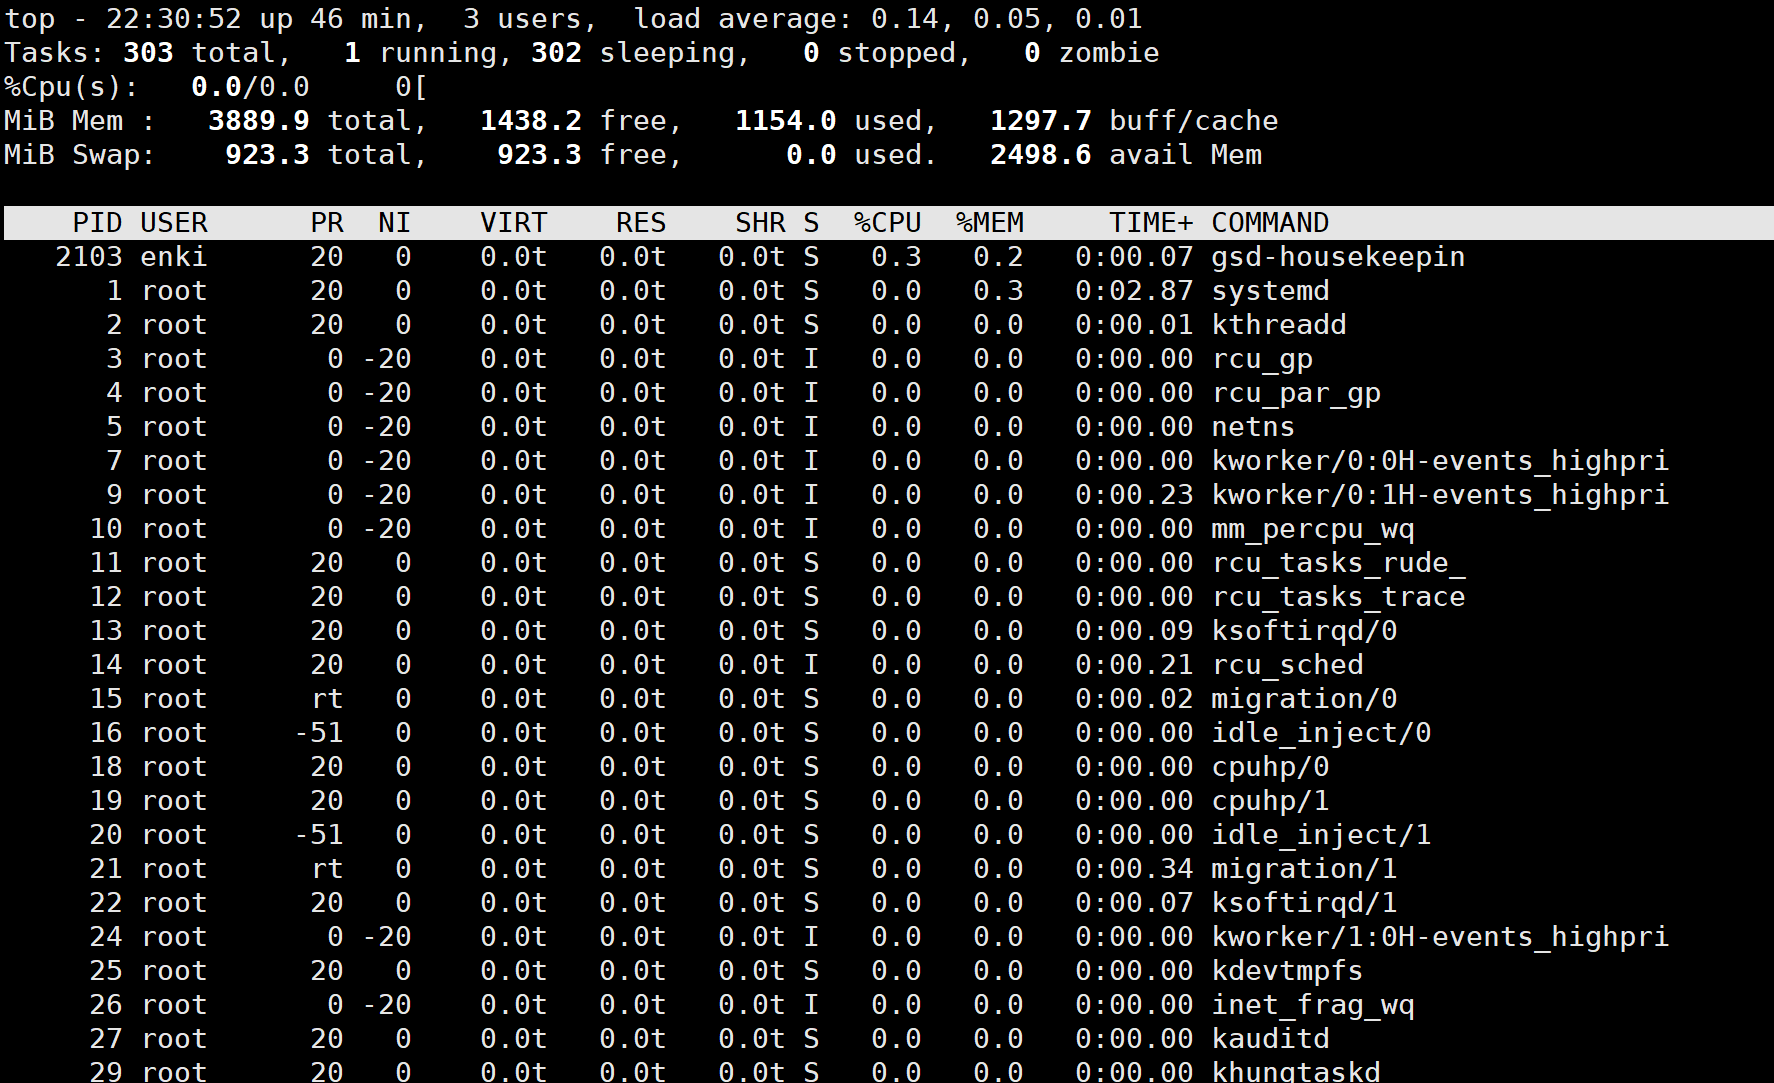 top - 22:30:52 up 46 min,  3 users,  load average: 0.14, 0.05, 0.01
Tasks: 303 total,   1 running, 302 sleeping,   0 stopped,   0 zombie
%Cpu(s):   0.0/0.0     0[
MiB Mem :   3889.9 total,   1438.2 free,   1154.0 used,   1297.7 buff/cache
MiB Swap:    923.3 total,    923.3 free,      0.0 used.   2498.6 avail Mem
    PID USER      PR  NI    VIRT    RES    SHR S  %CPU  %MEM     TIME+ COMMAND
   2103 enki      20   0    0.0t   0.0t   0.0t S   0.3   0.2   0:00.07 gsd-housekeepin
      1 root      20   0    0.0t   0.0t   0.0t S   0.0   0.3   0:02.87 systemd
      2 root      20   0    0.0t   0.0t   0.0t S   0.0   0.0   0:00.01 kthreadd
      3 root       0 -20    0.0t   0.0t   0.0t I   0.0   0.0   0:00.00 rcu_gp
      4 root       0 -20    0.0t   0.0t   0.0t I   0.0   0.0   0:00.00 rcu_par_gp
      5 root       0 -20    0.0t   0.0t   0.0t I   0.0   0.0   0:00.00 netns
      7 root       0 -20    0.0t   0.0t   0.0t I   0.0   0.0   0:00.00 kworker/0:0H-events_highpri
      9 root       0 -20    0.0t   0.0t   0.0t I   0.0   0.0   0:00.23 kworker/0:1H-events_highpri
     10 root       0 -20    0.0t   0.0t   0.0t I   0.0   0.0   0:00.00 mm_percpu_wq
     11 root      20   0    0.0t   0.0t   0.0t S   0.0   0.0   0:00.00 rcu_tasks_rude_
     12 root      20   0    0.0t   0.0t   0.0t S   0.0   0.0   0:00.00 rcu_tasks_trace
     13 root      20   0    0.0t   0.0t   0.0t S   0.0   0.0   0:00.09 ksoftirqd/0
     14 root      20   0    0.0t   0.0t   0.0t I   0.0   0.0   0:00.21 rcu_sched
     15 root      rt   0    0.0t   0.0t   0.0t S   0.0   0.0   0:00.02 migration/0
     16 root     -51   0    0.0t   0.0t   0.0t S   0.0   0.0   0:00.00 idle_inject/0
     18 root      20   0    0.0t   0.0t   0.0t S   0.0   0.0   0:00.00 cpuhp/0
     19 root      20   0    0.0t   0.0t   0.0t S   0.0   0.0   0:00.00 cpuhp/1
     20 root     -51   0    0.0t   0.0t   0.0t S   0.0   0.0   0:00.00 idle_inject/1
     21 root      rt   0    0.0t   0.0t   0.0t S   0.0   0.0   0:00.34 migration/1
     22 root      20   0    0.0t   0.0t   0.0t S   0.0   0.0   0:00.07 ksoftirqd/1
     24 root       0 -20    0.0t   0.0t   0.0t I   0.0   0.0   0:00.00 kworker/1:0H-events_highpri
     25 root      20   0    0.0t   0.0t   0.0t S   0.0   0.0   0:00.00 kdevtmpfs
     26 root       0 -20    0.0t   0.0t   0.0t I   0.0   0.0   0:00.00 inet_frag_wq
     27 root      20   0    0.0t   0.0t   0.0t S   0.0   0.0   0:00.00 kauditd
     29 root      20   0    0.0t   0.0t   0.0t S   0.0   0.0   0:00.00 khungtaskd